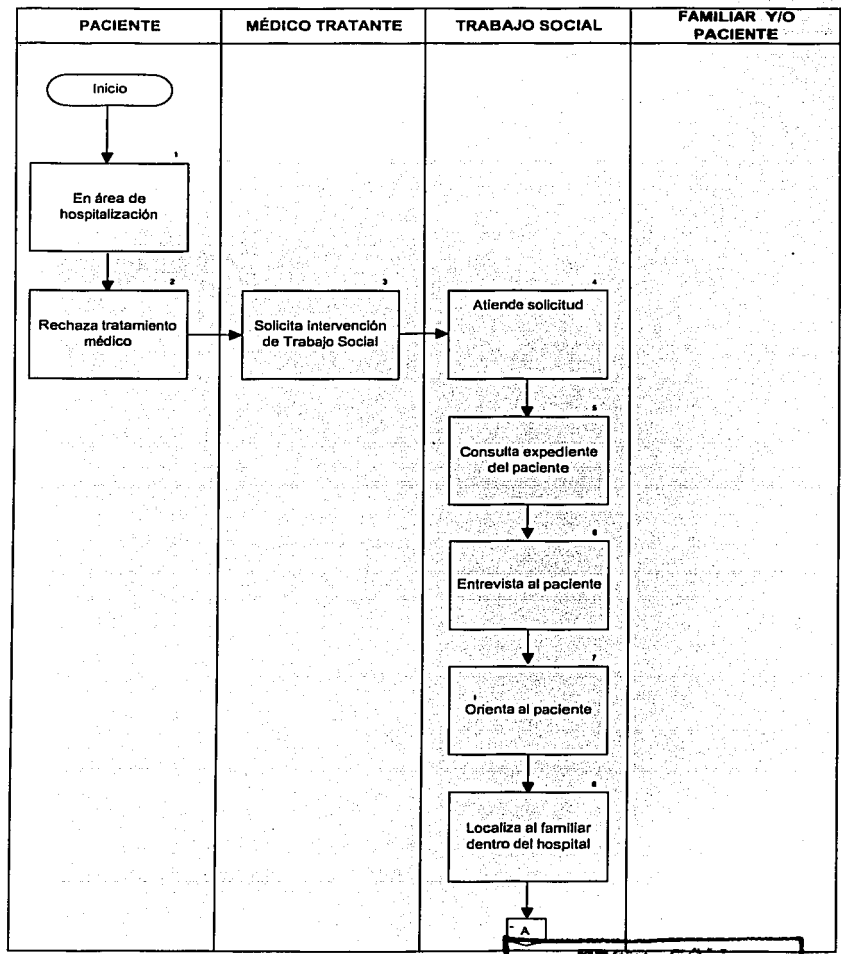 PACIENTE
MÉDICO TRATANTE
TRABAJO SOCIAL
FAMILIAR Y/O
PACIENTE
Inicio
1
En área de
hospitalización
2
Rechaza tratamiento
médico
3
Solicita intervención
de Trabajo Social
4
Atiende solicitud
5
Consulta expediente
del paciente
6
Entrevista al paciente
7
Orienta al paciente
8
Localiza al familiar
dentro del hospital
A